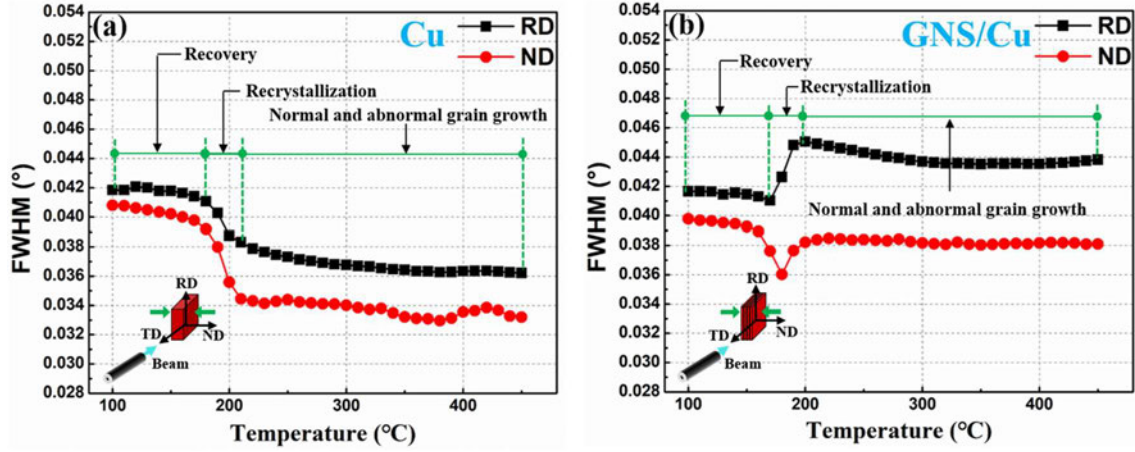 (a)
Cu
RD
ND
Recovery
Recrystallization
Normal and abnormal grain growth
FWHM (°)
0.054
0.052
0.050
0.048
0.046
0.044
0.042
0.040
0.038
0.036
0.034
0.032
0.030
0.028
RD
TD
ND
Beam
100
200
300
400
Temperature (°C)
(b)
GNS/Cu
RD
ND
Recovery
Recrystallization
Normal and abnormal grain growth
FWHM (°)
0.054
0.052
0.050
0.048
0.046
0.044
0.042
0.040
0.038
0.036
0.034
0.032
0.030
0.028
RD
TD
ND
Beam
100
200
300
400
Temperature (°C)